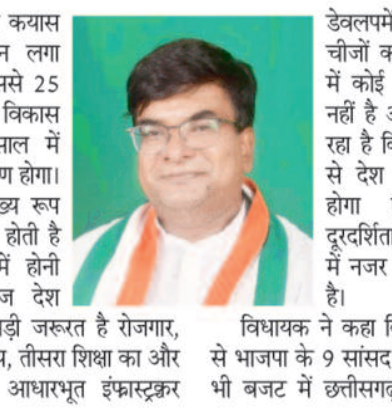 कयास
न लगा
ससे 25
विकास
साल में
ण होगा।
ख्य रूप
होती है
में होनी
ज देश
ड़ी जरूरत है रोजगार,
य, तीसरा शिक्षा का और
आधारभूत इंफ्रास्ट्रक्चर
डेवलपमे
चीजों क
में कोई
नहीं है अ
रहा है वि
से देश
होगा
दूरदर्शिता
में नजर
है।
विधायक ने कहा कि
से भाजपा के 9 सांसद
भी बजट में छत्तीसगढ़